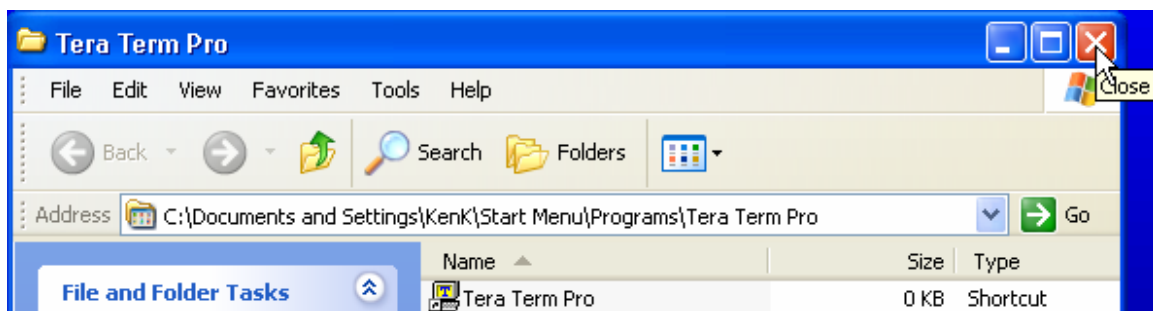 Tera Term Pro
File Edit View Favorites Tools Help
Close
Back Search Folders
Address C:\Documents and Settings\KenK\Start Menu\Programs\Tera Term Pro Go
Name Size Type
File and Folder Tasks
Tera Term Pro 0 KB Shortcut